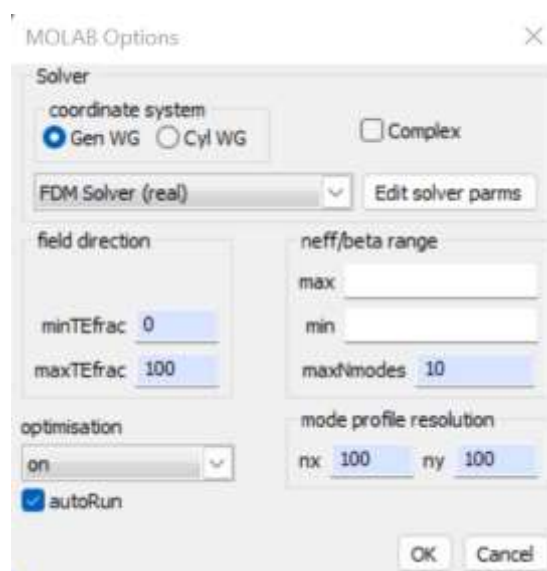 MOLAB Options
Solver
coordinate system
Gen WG Cyl WG
Complex
FDM Solver (real)
Edit solver parms
field direction
minTEfrac 0
maxTEfrac 100
neff/beta range
max
min
maxNmodes 10
optimisation
on
autoRun
mode profile resolution
nx 100 ny 100
OK Cancel